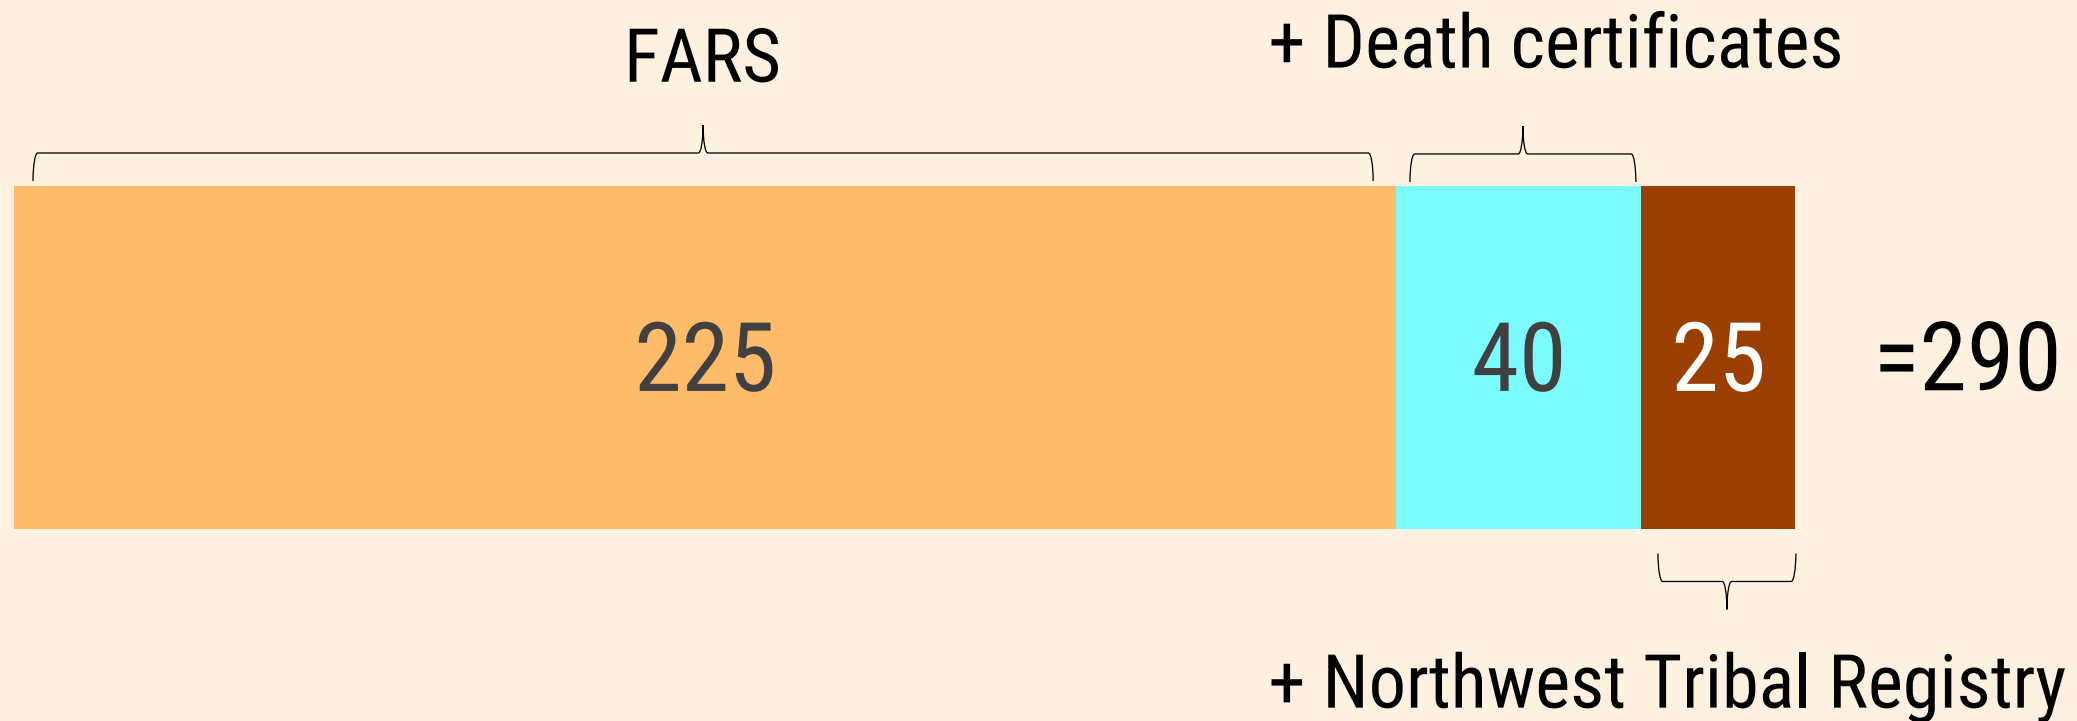 FARS
+ Death certificates
225
40
25
=290
+ Northwest Tribal Registry